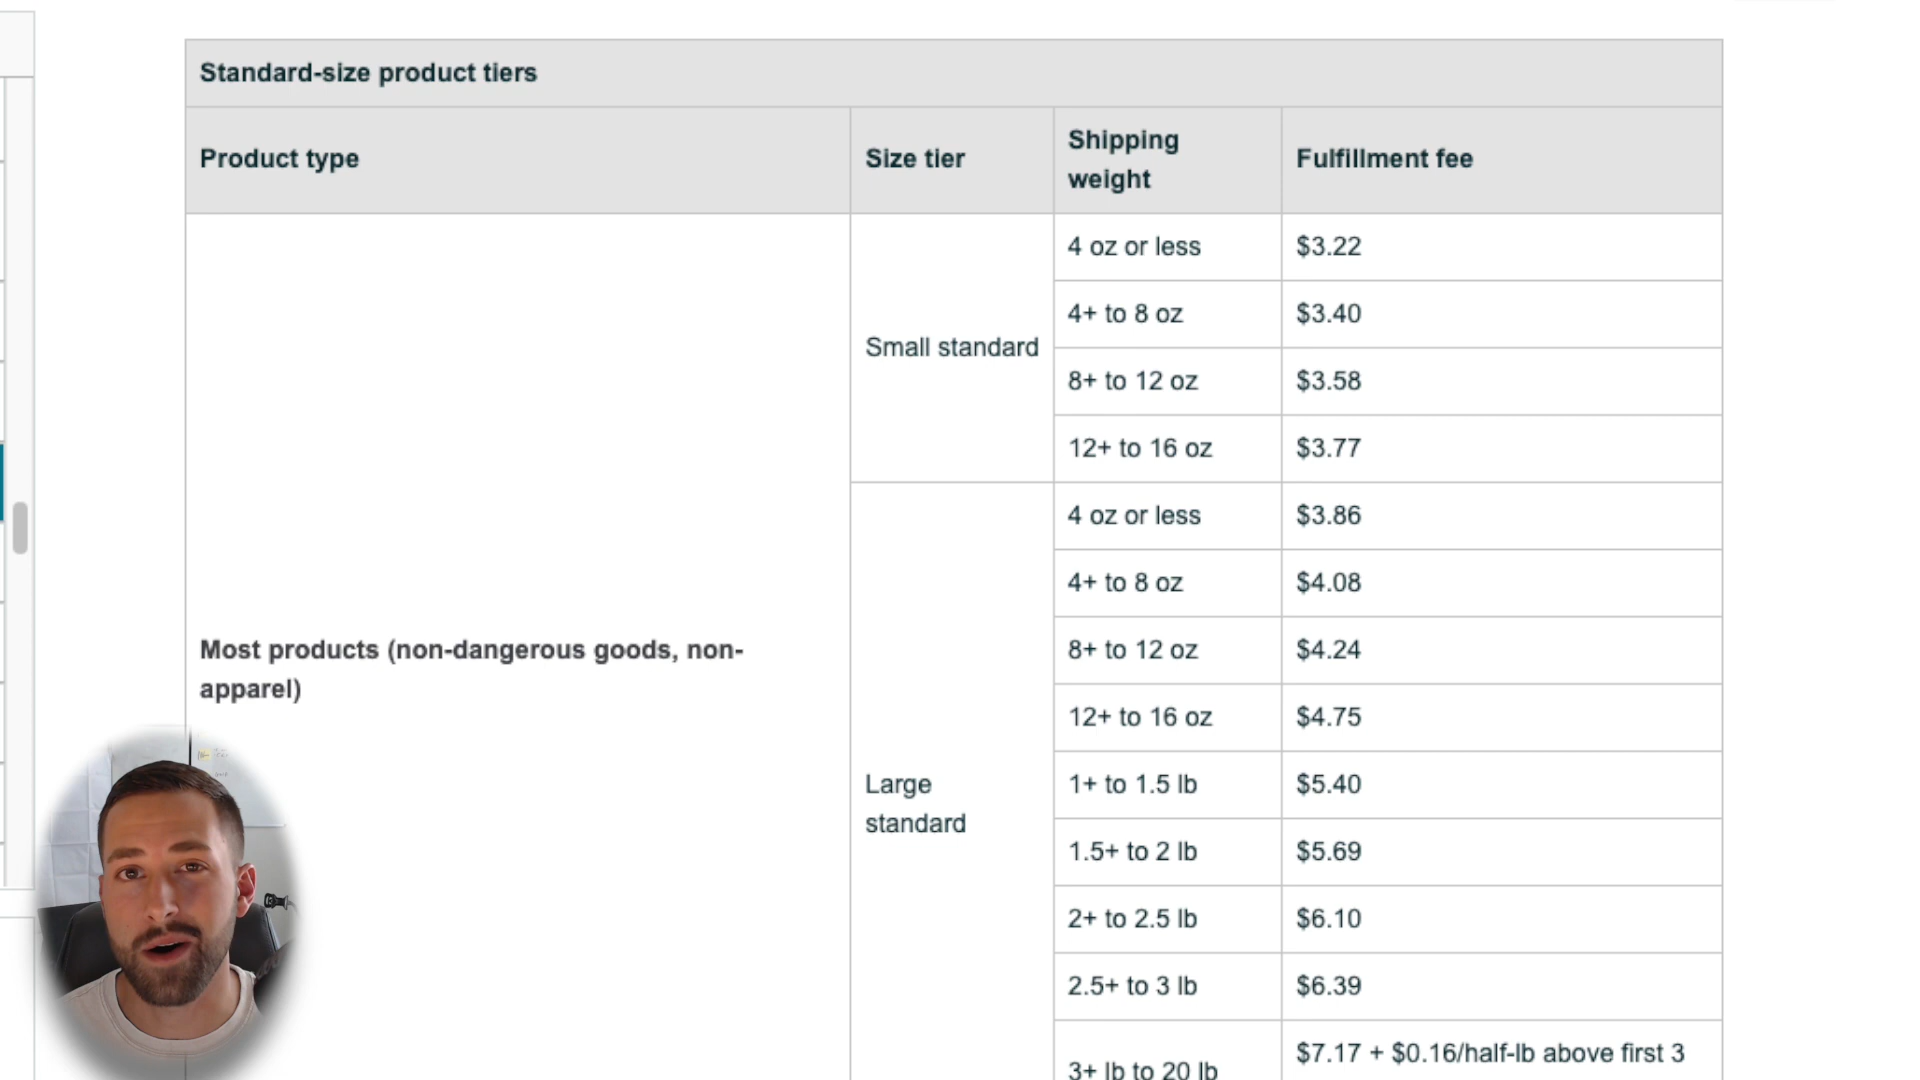 Standard-size product tiers
Product type
Size tier
Shipping
weight
Fulfillment fee
4 oz or less
$3.22
4+ to 8 oz
$3.40
Small standard
8+ to 12 oz
$3.58
12+ to 16 oz
$3.77
4 oz or less
$3.86
4+ to 8 oz
$4.08
Most products (non-dangerous goods, non-
apparel)
8+ to 12 oz
$4.24
12+ to 16 oz
$4.75
Large
standard
1+ to 1.5 lb
$5.40
1.5+ to 2 lb
$5.69
2+ to 2.5 lb
$6.10
2.5+ to 3 lb
$6.39
3+ lb to 20 lb
$7.17 + $0.16/half-lb above first 3